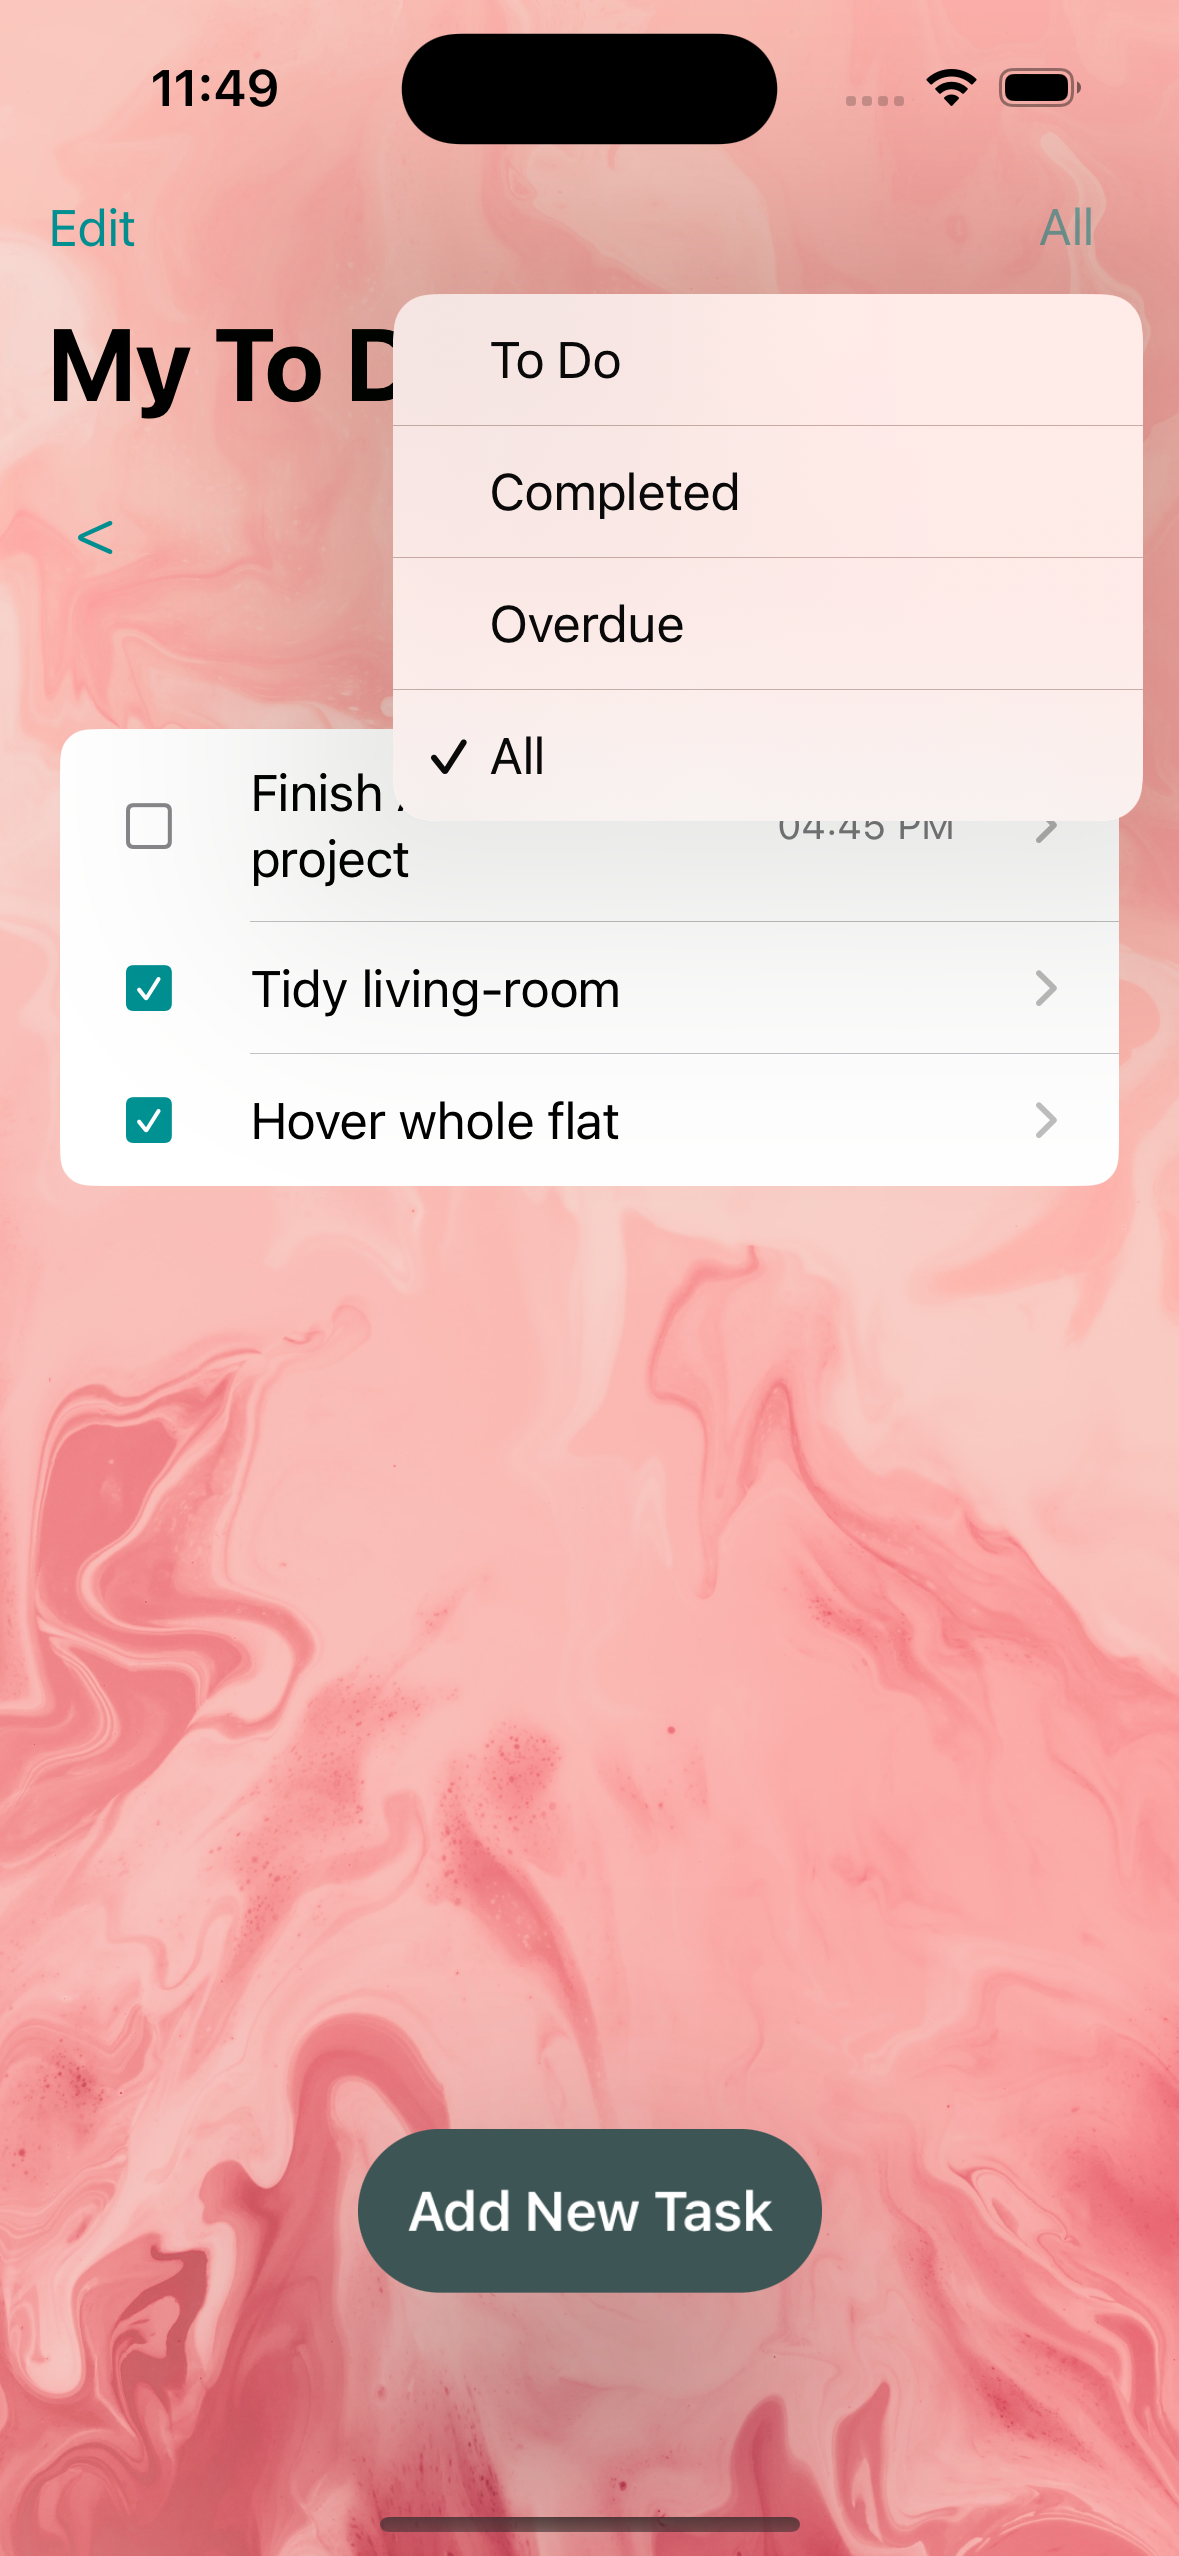 11:49
Edit
All
My To
To Do
Completed
<
Overdue
All
Finish
project
04:45 PM
Tidy living-room
Hover whole flat
Add New Task